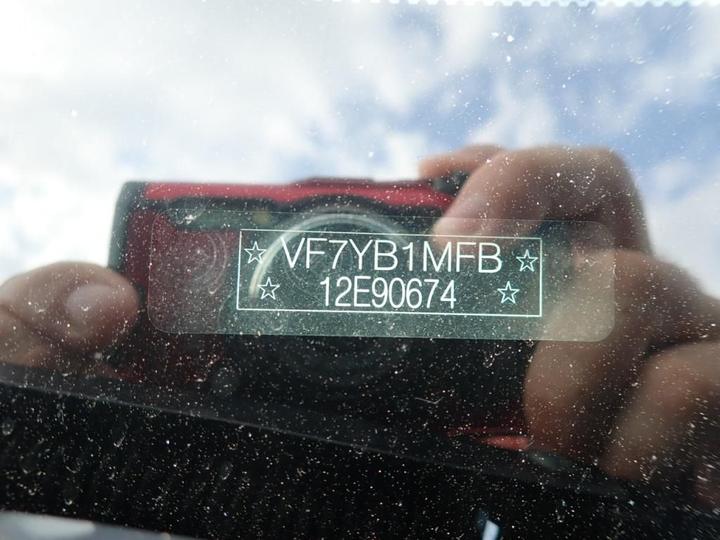 ☆ VF7YB1MFB ☆
☆ 12E90674 ☆